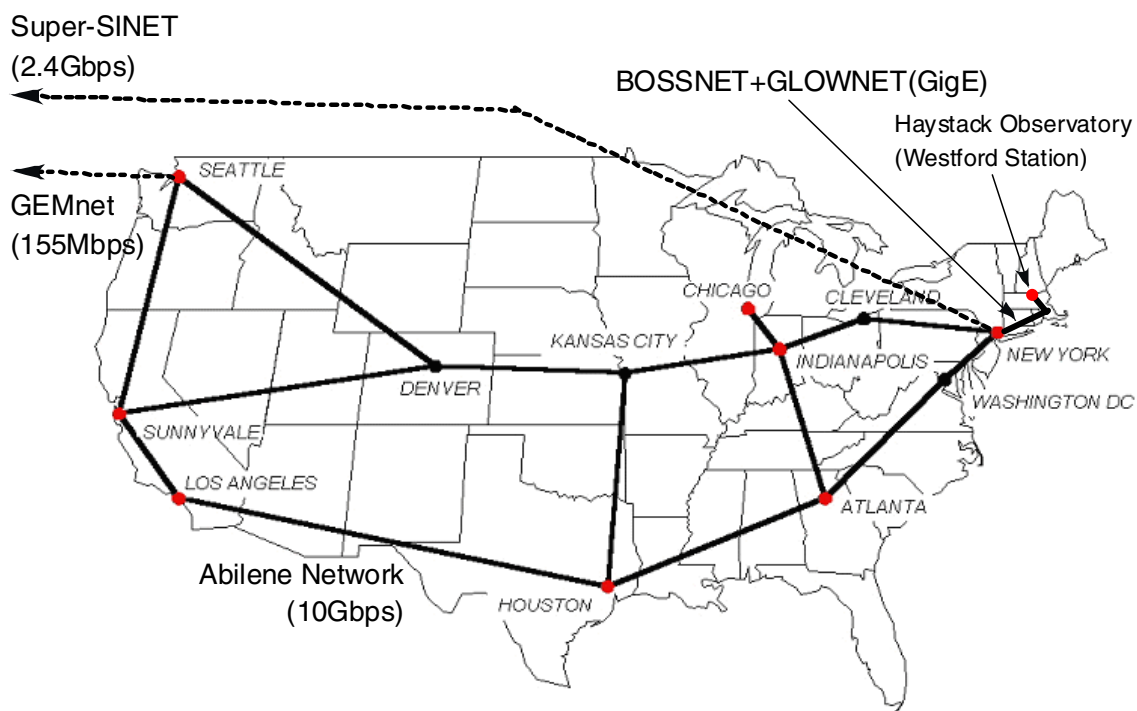 Super-SINET
(2.4Gbps)
BOSSNET+GLOWNET(GigE)
Haystack Observatory
(Westford Station)
SEATTLE
GEMnet
(155Mbps)
CHICAGO
CLEVELAND
KANSAS CITY
NEW YORK
INDIANAPOLIS
DENVER
WASHINGTON DC
SUNNYVALE
LOS ANGELES
ATLANTA
Abilene Network
(10Gbps)
HOUSTON